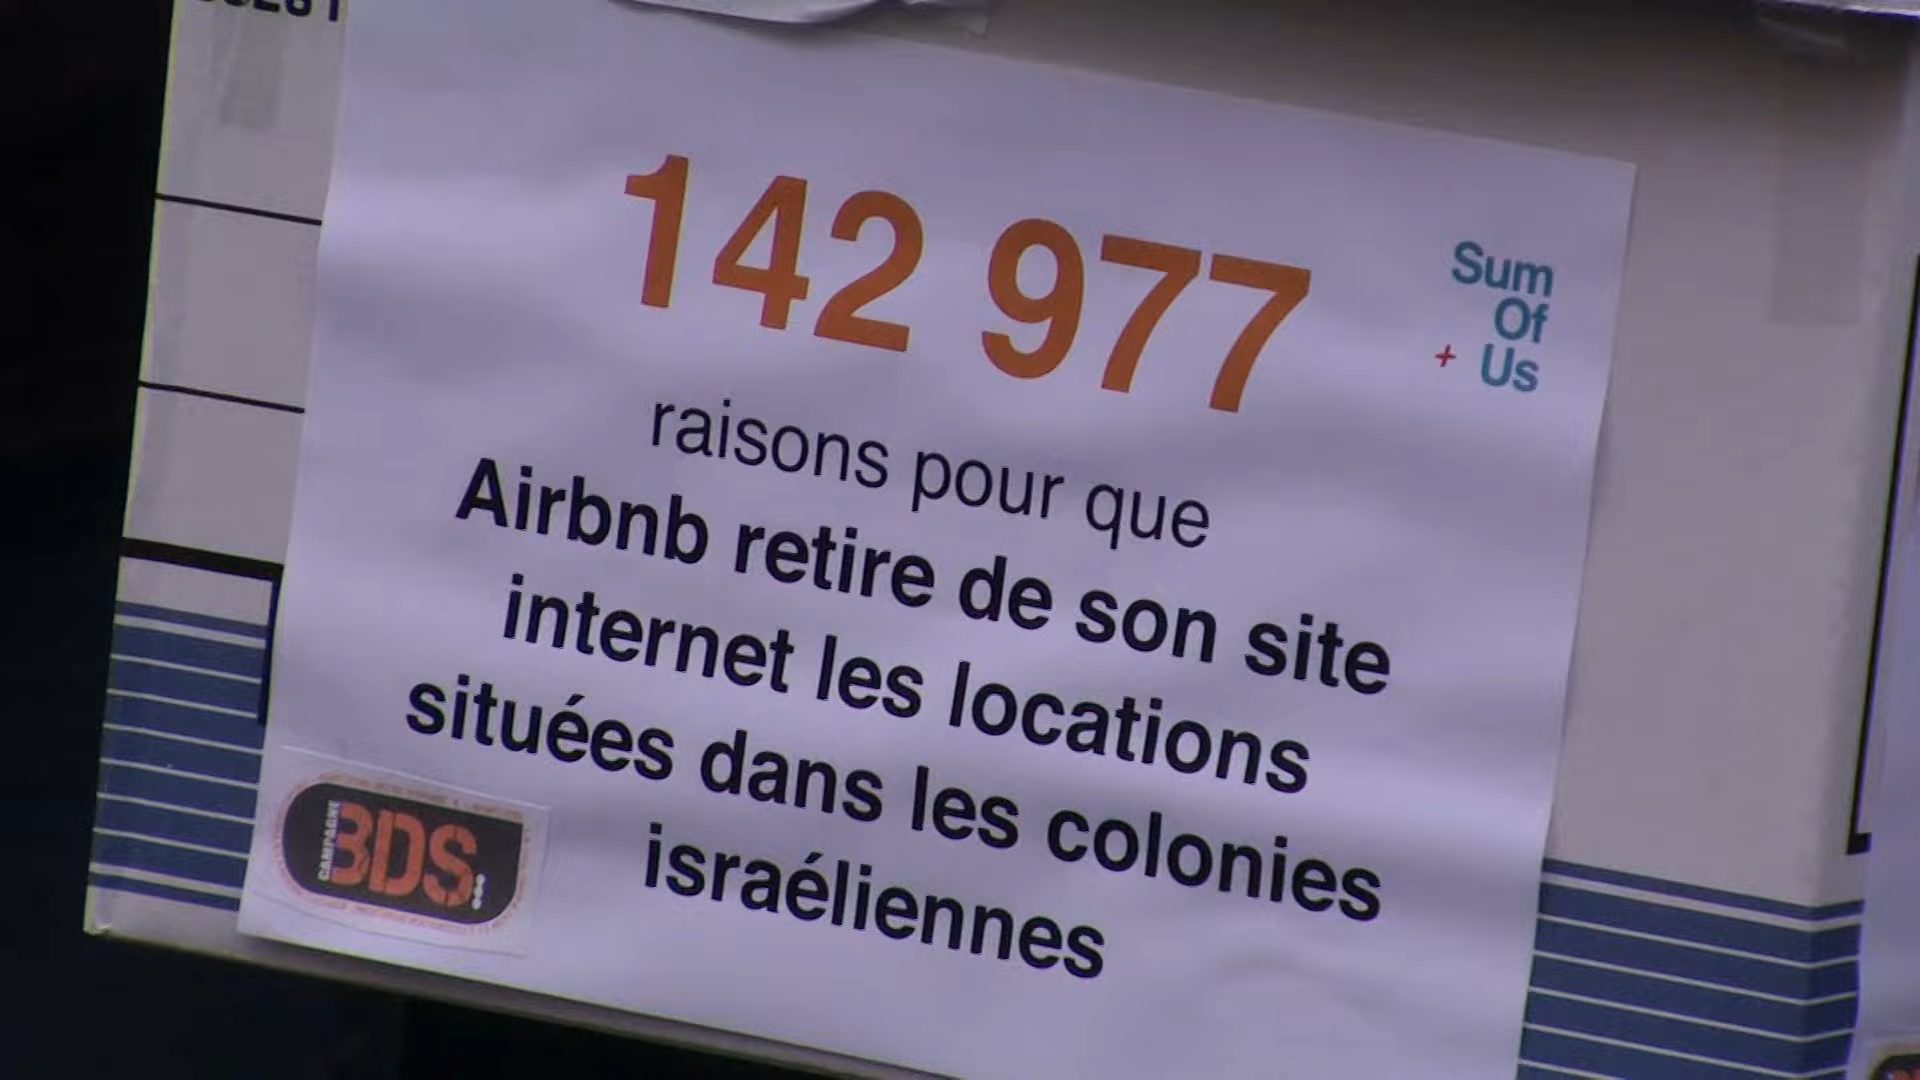 142 977
Sum
Of
+ Us
raisons pour que
Airbnb retire de son site
internet les locations
situées dans les colonies
israéliennes
CAMPAGNE
BDS